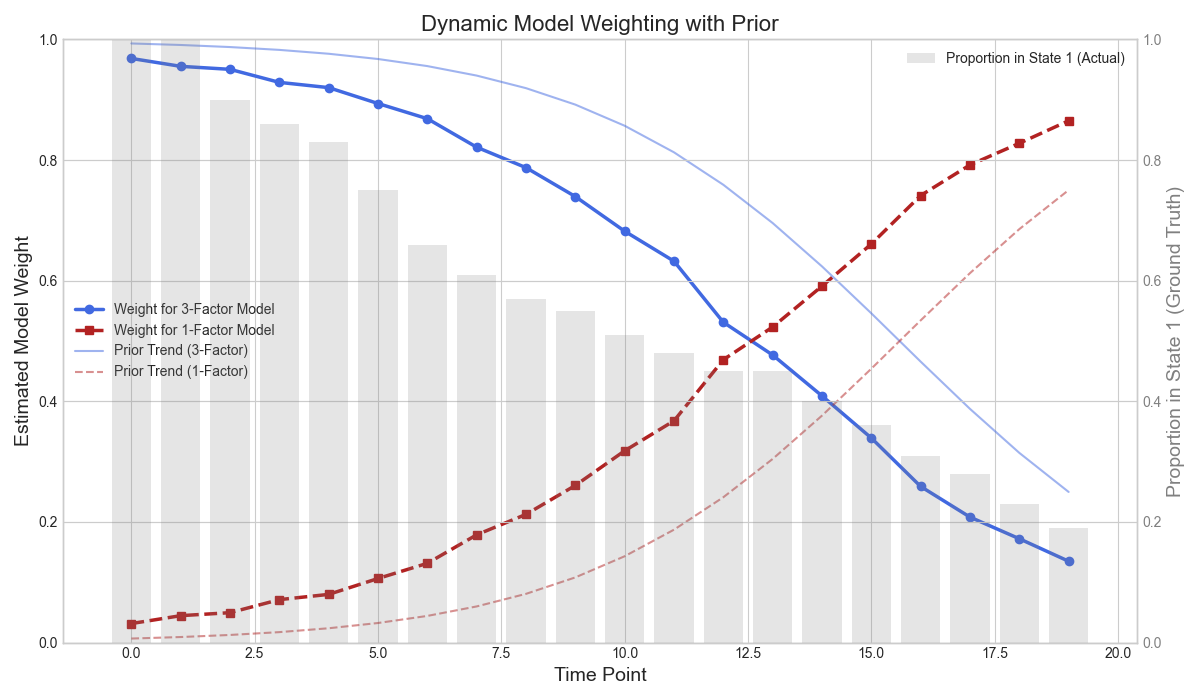 Dynamic Model Weighting with Prior
1.0
0.8
0.6
0.4
0.2
0.0
Estimated Model Weight
Weight for 3-Factor Model
Weight for 1-Factor Model
Prior Trend (3-Factor)
Prior Trend (1-Factor)
Proportion in State 1 (Actual)
1.0
0.8
0.6
0.4
0.2
0.0
Proportion in State 1 (Ground Truth)
0.0 2.5 5.0 7.5 10.0 12.5 15.0 17.5 20.0
Time Point